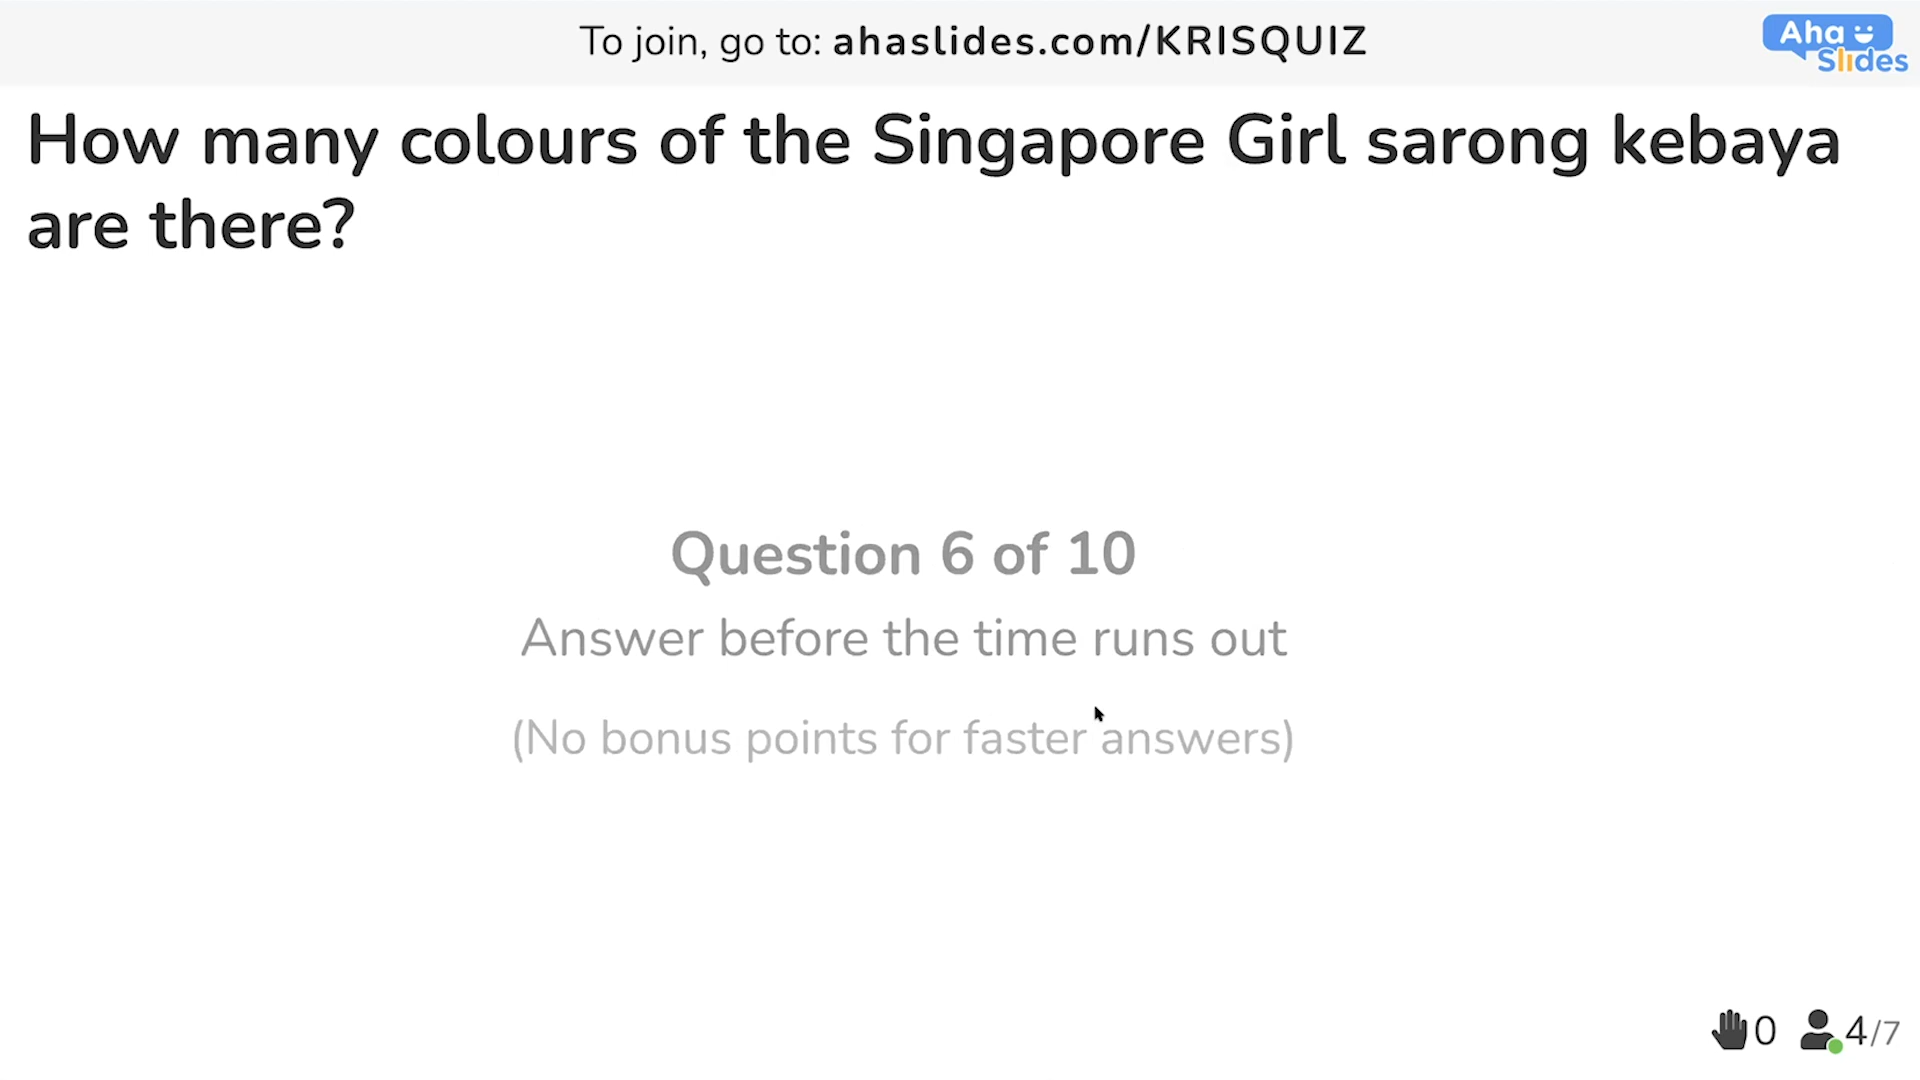 To join, go to: ahaslides.com/KRISQUIZ
Aha
Slides
How many colours of the Singapore Girl sarong kebaya
are there?
Question 6 of 10
Answer before the time runs out
(No bonus points for faster answers)
0 4/7